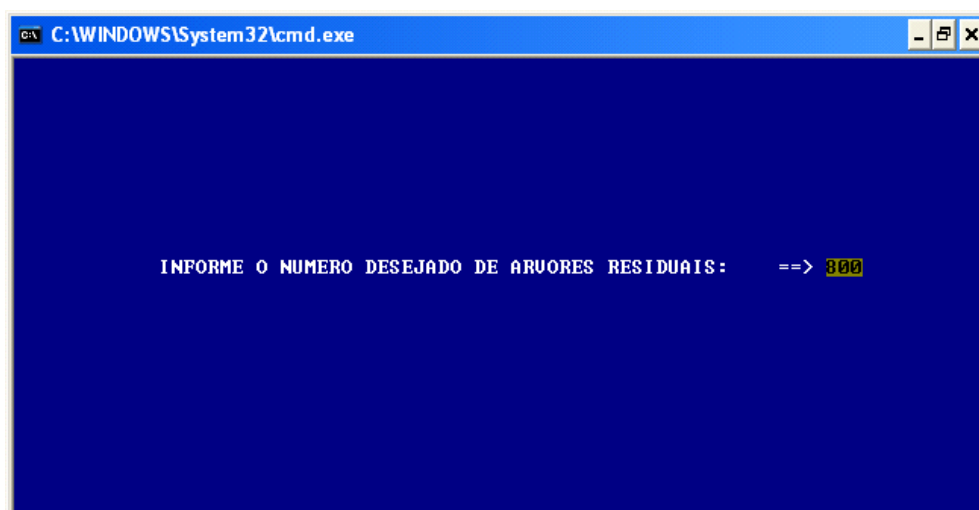 C:\WINDOWS\System32\cmd.exe
INFORME O NUMERO DESEJADO DE ARVORES RESIDUAIS: ==> 800